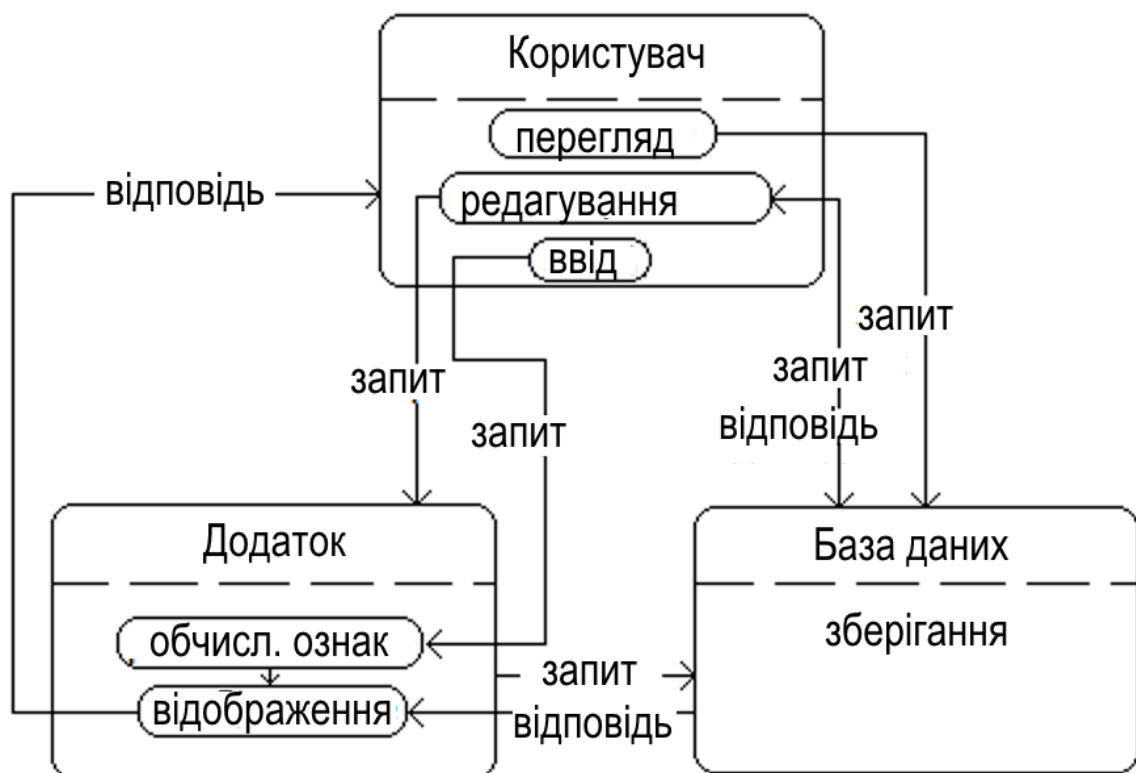 Користувач
перегляд
відповідь
редагування
ввід
запит
запит
запит
відповідь
запит
Додаток
База даних
обчисл. ознак
зберігання
запит
відображення
відповідь